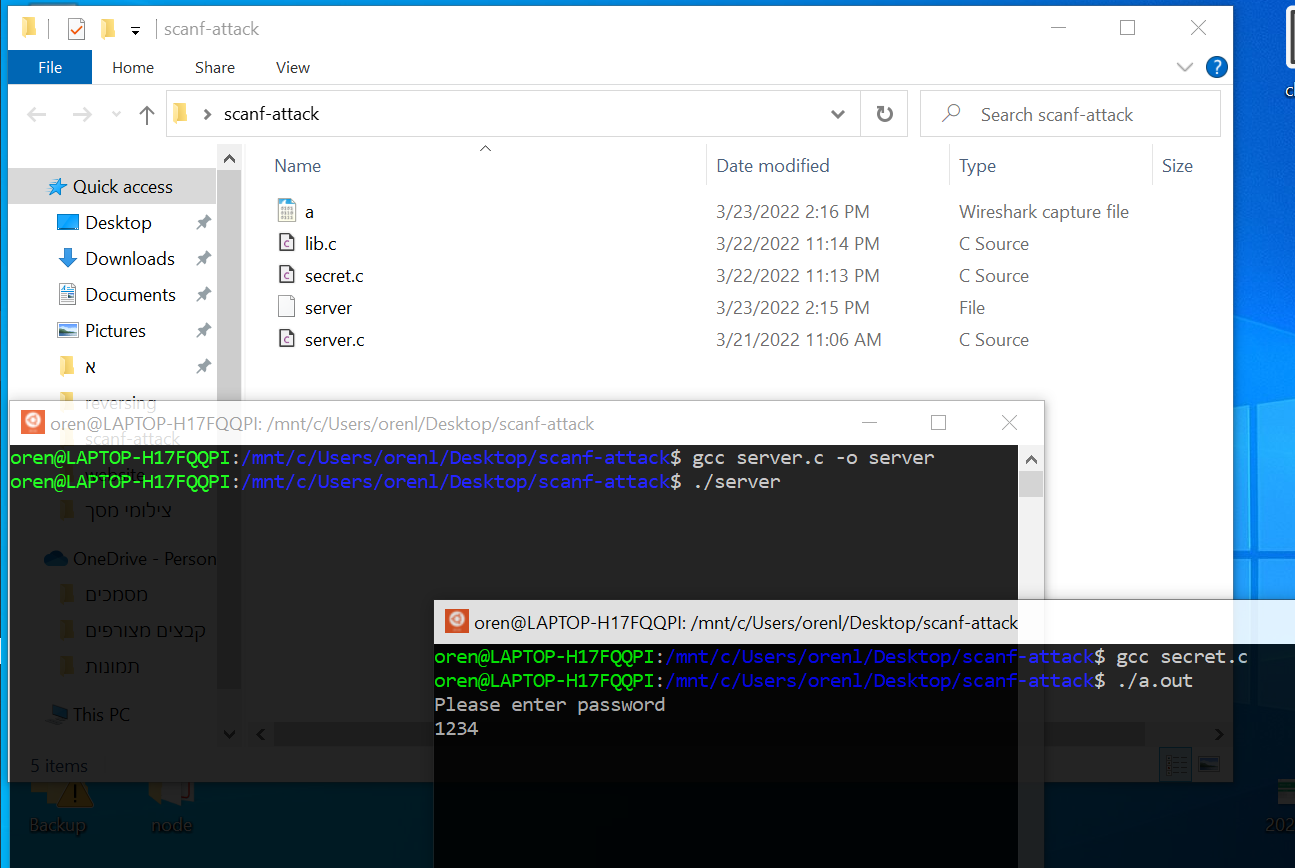 scanf-attack
File Home Share View
scanf-attack
Search scanf-attack
Name Date modified Type Size
Quick access
Desktop
Downloads
Documents
Pictures
א
reversing
scanf-attack
website
צילומי מסך
OneDrive - Person
מסמכים
קבצים מצורפים
תמונות
This PC
a 3/23/2022 2:16 PM Wireshark capture file
lib.c 3/22/2022 11:14 PM C Source
secret.c 3/22/2022 11:13 PM C Source
server 3/23/2022 2:15 PM File
server.c 3/21/2022 11:06 AM C Source
5 items
oren@LAPTOP-H17FQQPI: /mnt/c/Users/orenl/Desktop/scanf-attack
oren@LAPTOP-H17FQQPI:/mnt/c/Users/orenl/Desktop/scanf-attack$ gcc server.c -o server
oren@LAPTOP-H17FQQPI:/mnt/c/Users/orenl/Desktop/scanf-attack$ ./server
oren@LAPTOP-H17FQQPI: /mnt/c/Users/orenl/Desktop/scanf-attack
oren@LAPTOP-H17FQQPI:/mnt/c/Users/orenl/Desktop/scanf-attack$ gcc secret.c
oren@LAPTOP-H17FQQPI:/mnt/c/Users/orenl/Desktop/scanf-attack$ ./a.out
Please enter password
1234
Backup
node